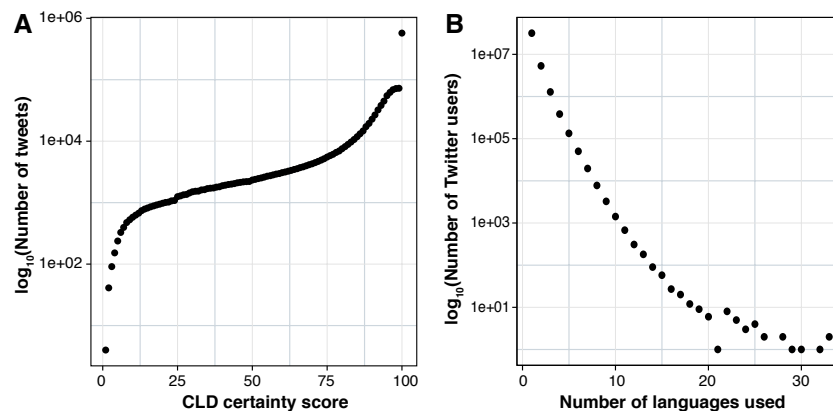 A
B
1e+06
1e+04
1e+02
log10(Number of tweets)
0
25
50
75
100
CLD certainty score
1e+07
1e+05
1e+03
1e+01
log10(Number of Twitter users)
0
10
20
30
Number of languages used